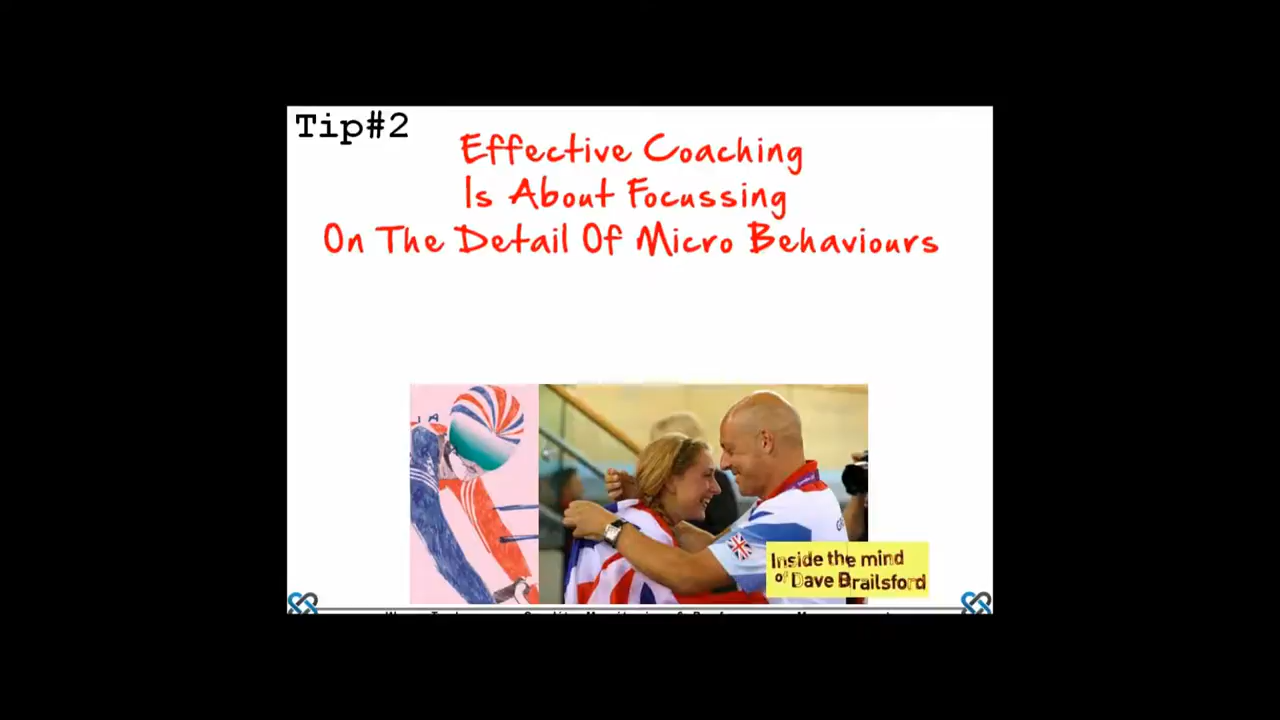 Tip#2
Effective Coaching
Is About Focussing
On The Detail Of Micro Behaviours
Inside the mind
of Dave Brailsford